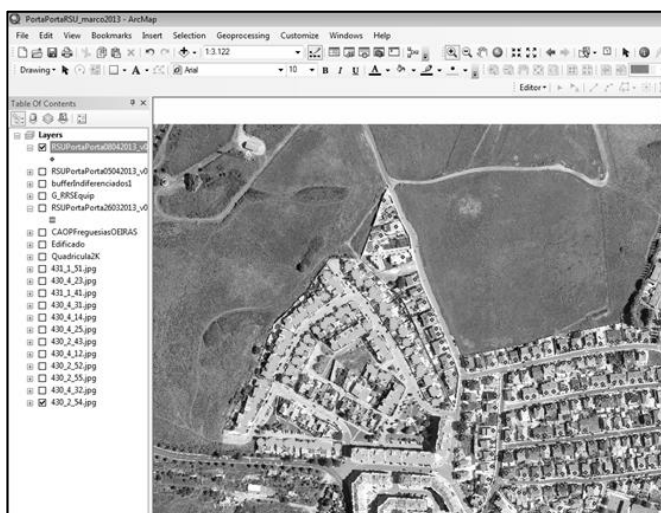 PortaPortaRSU_marco2013 - ArcMap
File Edit View Bookmarks Insert Selection Geoprocessing Customize Windows Help
1:3.122
Drawing Arial 10 B I U A
Editor
Table Of Contents
Layers
RSUPortaPorta08042013_v0
RSUPortaPorta05042013_v0
bufferIndiferenciados1
G_RRSEquip
RSUPortaPorta26032013_v0
CAOPFreguesiasOEIRAS
Edificado
Quadricula2K
431_1_51.jpg
430_4_23.jpg
431_1_41.jpg
430_4_31.jpg
430_4_14.jpg
430_4_25.jpg
430_2_43.jpg
430_4_12.jpg
430_2_52.jpg
430_2_55.jpg
430_4_32.jpg
430_2_54.jpg